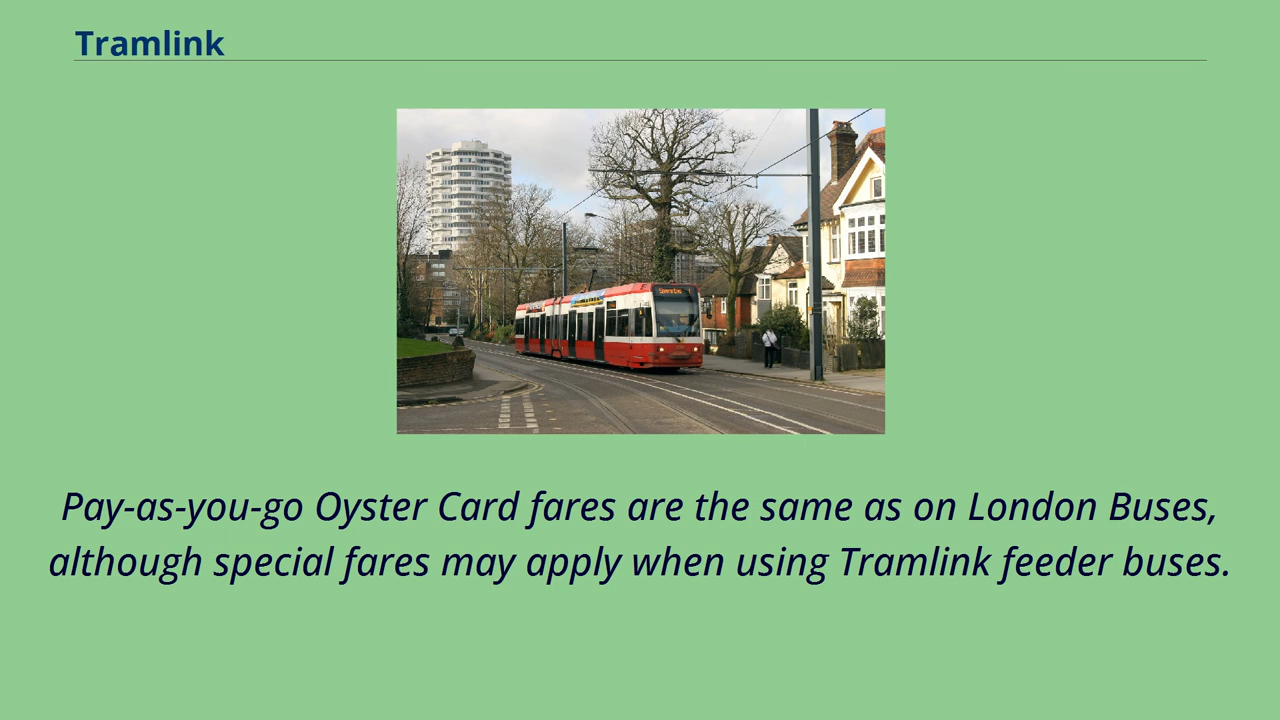 Tramlink
Pay-as-you-go Oyster Card fares are the same as on London Buses,
although special fares may apply when using Tramlink feeder buses.